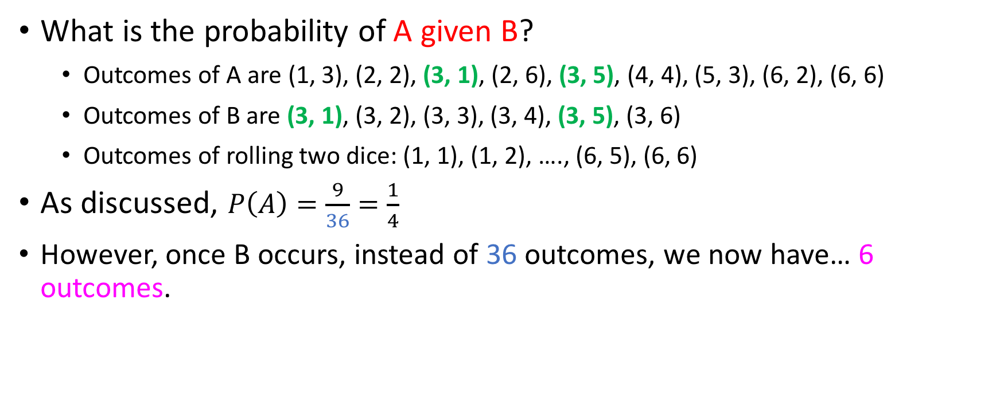 • What is the probability of A given B?
• Outcomes of A are (1, 3), (2, 2), (3, 1), (2, 6), (3, 5), (4, 4), (5, 3), (6, 2), (6, 6)
• Outcomes of B are (3, 1), (3, 2), (3, 3), (3, 4), (3, 5), (3, 6)
• Outcomes of rolling two dice: (1, 1), (1, 2), …., (6, 5), (6, 6)
• As discussed, P(A) = 9/36 = 1/4
• However, once B occurs, instead of 36 outcomes, we now have… 6
outcomes.